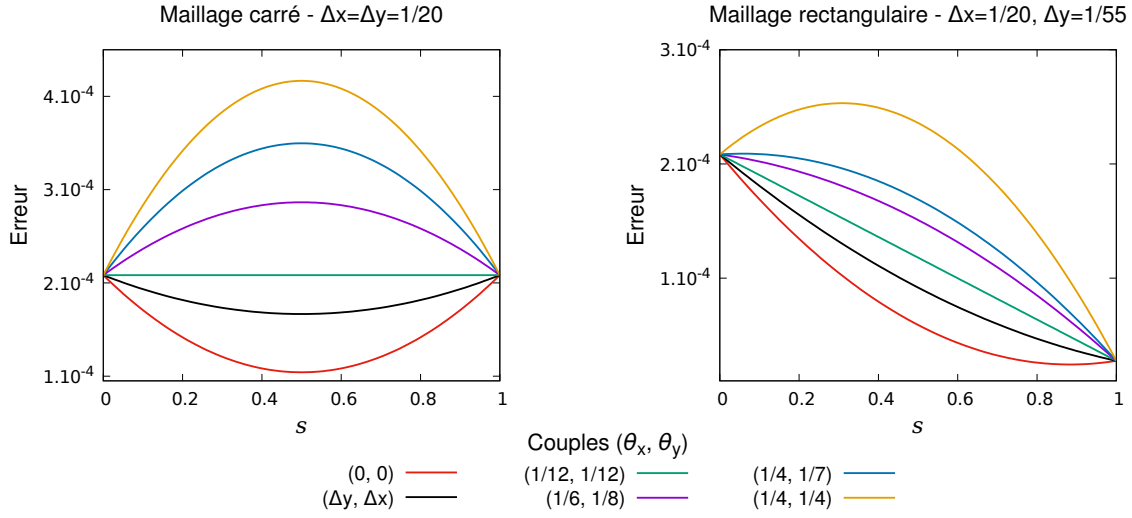 Maillage carré - Δx=Δy=1/20
Erreur
4.10⁻⁴
3.10⁻⁴
2.10⁻⁴
1.10⁻⁴
0 0.2 0.4 0.6 0.8 1
s
Maillage rectangulaire - Δx=1/20, Δy=1/55
Erreur
3.10⁻⁴
2.10⁻⁴
1.10⁻⁴
0 0.2 0.4 0.6 0.8 1
s
Couples (θₓ, θᵧ)
(0, 0) (1/12, 1/12) (1/4, 1/7)
(Δy, Δx) (1/6, 1/8) (1/4, 1/4)